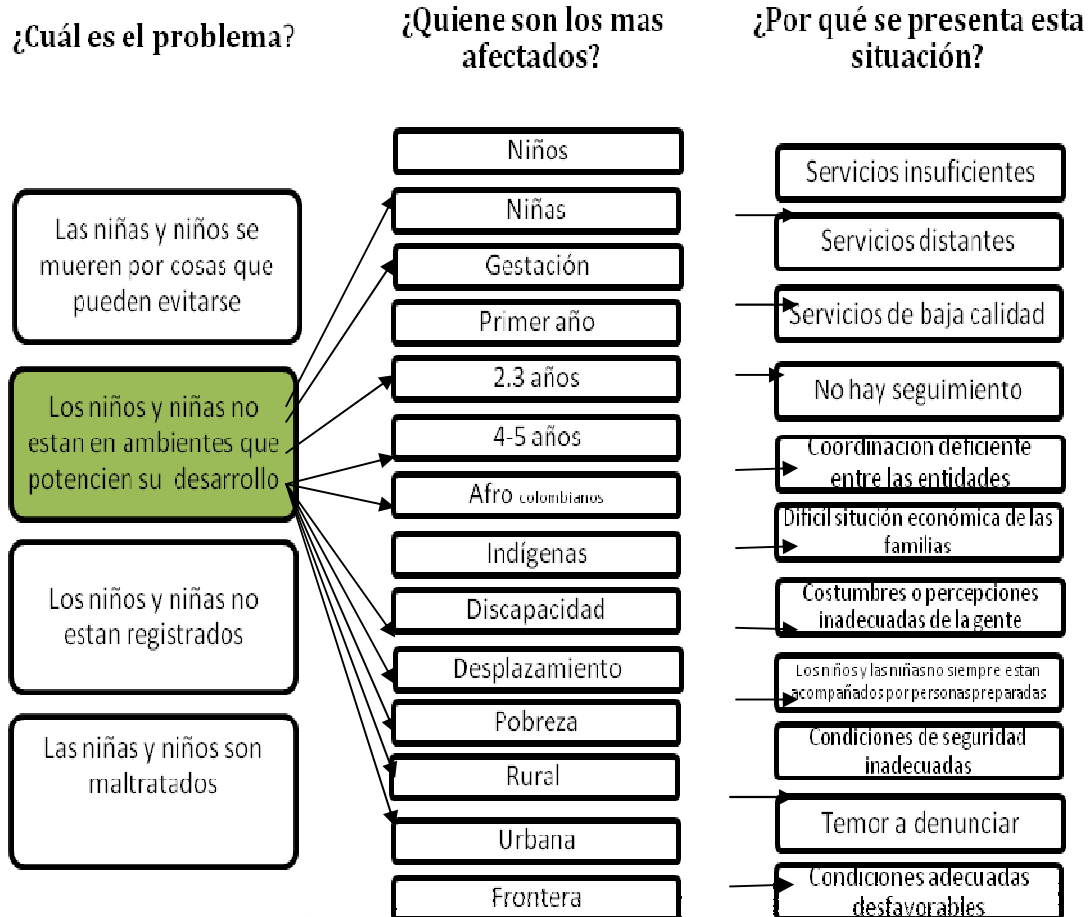 ¿Cuál es el problema?
¿Quiene son los mas
afectados?
¿Por qué se presenta esta
situación?
Las niñas y niños se
mueren por cosas que
pueden evitarse
Los niños y niñas no
estan en ambientes que
potencien su desarrollo
Los niños y niñas no
estan registrados
Las niñas y niños son
maltratados
Niños
Niñas
Gestación
Primer año
2.3 años
4-5 años
Afro colombianos
Indígenas
Discapacidad
Desplazamiento
Pobreza
Rural
Urbana
Frontera
Servicios insuficientes
Servicios distantes
Servicios de baja calidad
No hay seguimiento
Coordinacion deficiente
entre las entidades
Dificíl situción económica de las
familias
Costumbres o percepciones
inadecuadas de la gente
Los niños y las niñas no siempre estan
acompañados por personas preparadas
Condiciones de seguridad
inadecuadas
Temor a denunciar
Condiciones adecuadas
desfavorables